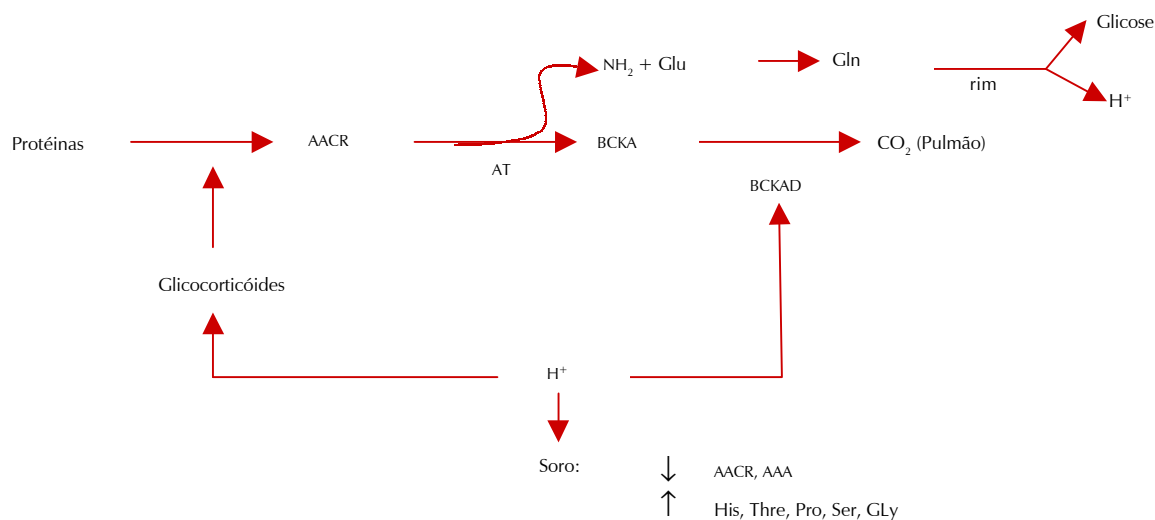 Glicose
NH₂ + Glu
Gln
rim
H⁺
Protéinas
AACR
AT
BCKA
CO₂ (Pulmão)
BCKAD
Glicocorticóides
H⁺
Soro: ↓ AACR, AAA
↑ His, Thre, Pro, Ser, GLy